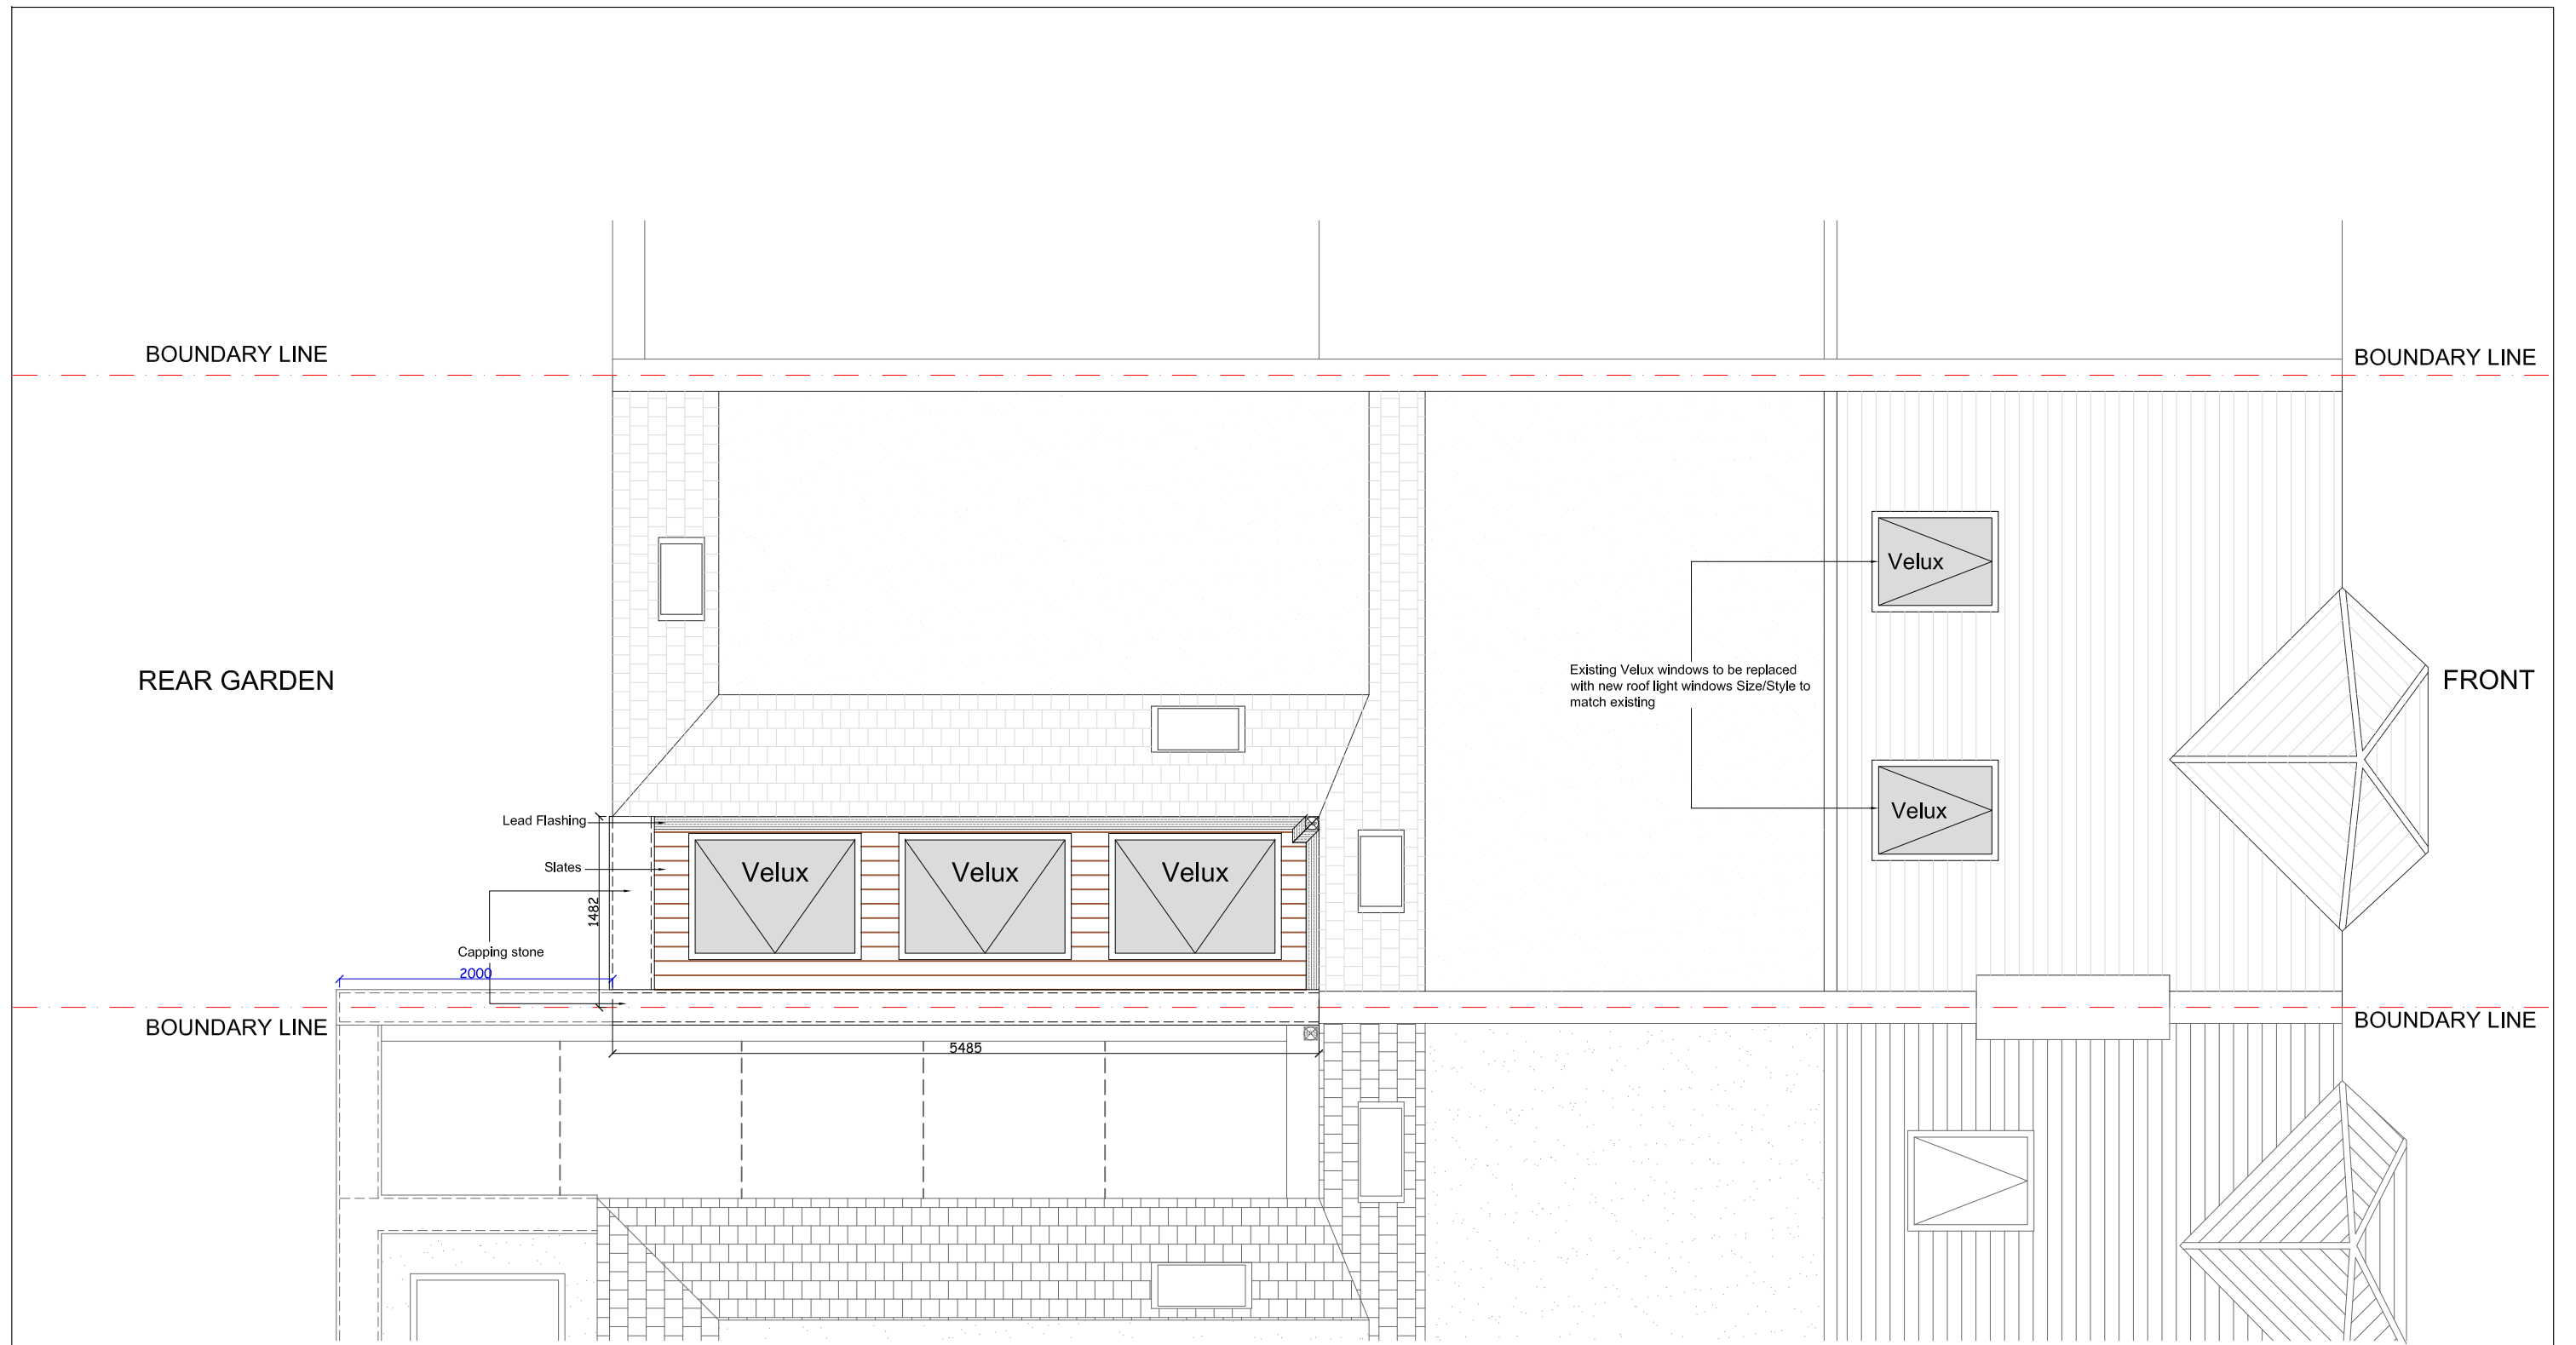 BOUNDARY LINE
BOUNDARY LINE
Velux
Existing Velux windows to be replaced
with new roof light windows Size/Style to
match existing
REAR GARDEN
FRONT
Velux
Lead Flashing
Slates
Velux
Velux
Velux
1482
Capping stone
2000
BOUNDARY LINE
BOUNDARY LINE
5485